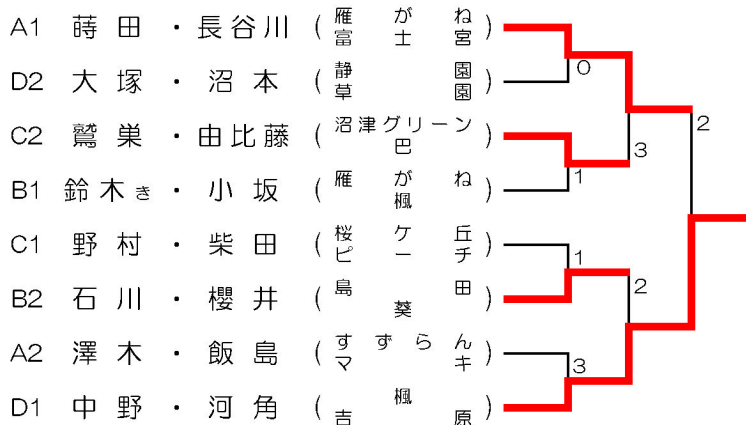 A1 蒔田・長谷川 (雁がね 富士宮)
0
D2 大塚・沼本 (静園 草園)
2
C2 鷲巣・由比藤 (沼津グリーン 巴)
3
1
B1 鈴木き・小坂 (雁がね 楓)
C1 野村・柴田 (桜ケ丘 ピーチ)
1
2
B2 石川・櫻井 (島田 葵)
A2 澤木・飯島 (すずらん マキ)
3
D1 中野・河角 (楓 吉原)